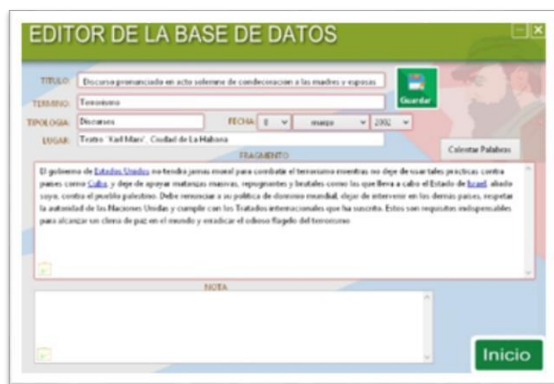 EDITOR DE LA BASE DE DATOS
TITULO: Discurso pronunciado en acto solemne de condecoracion a las madres y esposas
TERMINO: Terrorismo
Guardar
TIPOLOGIA: Discursos FECHA: 8 marzo 2002
LUGAR: Teatro "Karl Marx", Ciudad de La Habana
Calentar Palabras
FRAGMENTO
El gobierno de Estados Unidos no tendrá jamas moral para combatir el terrorismo mientras no deje de usar tales prácticas contra
países como Cuba, y deje de apoyar matanzas masivas, repugnantes y brutales como las que lleva a cabo el Estado de Israel, aliado
suyo, contra el pueblo palestino. Debe renunciar a su política de dominio mundial, dejar de intervenir en los demas países, respetar
la autoridad de las Naciones Unidas y cumplir con los Tratados internacionales que ha suscrito. Estos son requisitos indispensables
para alcanzar un clima de paz en el mundo y erradicar el odioso flagelo del terrorismo
NOTA
Inicio